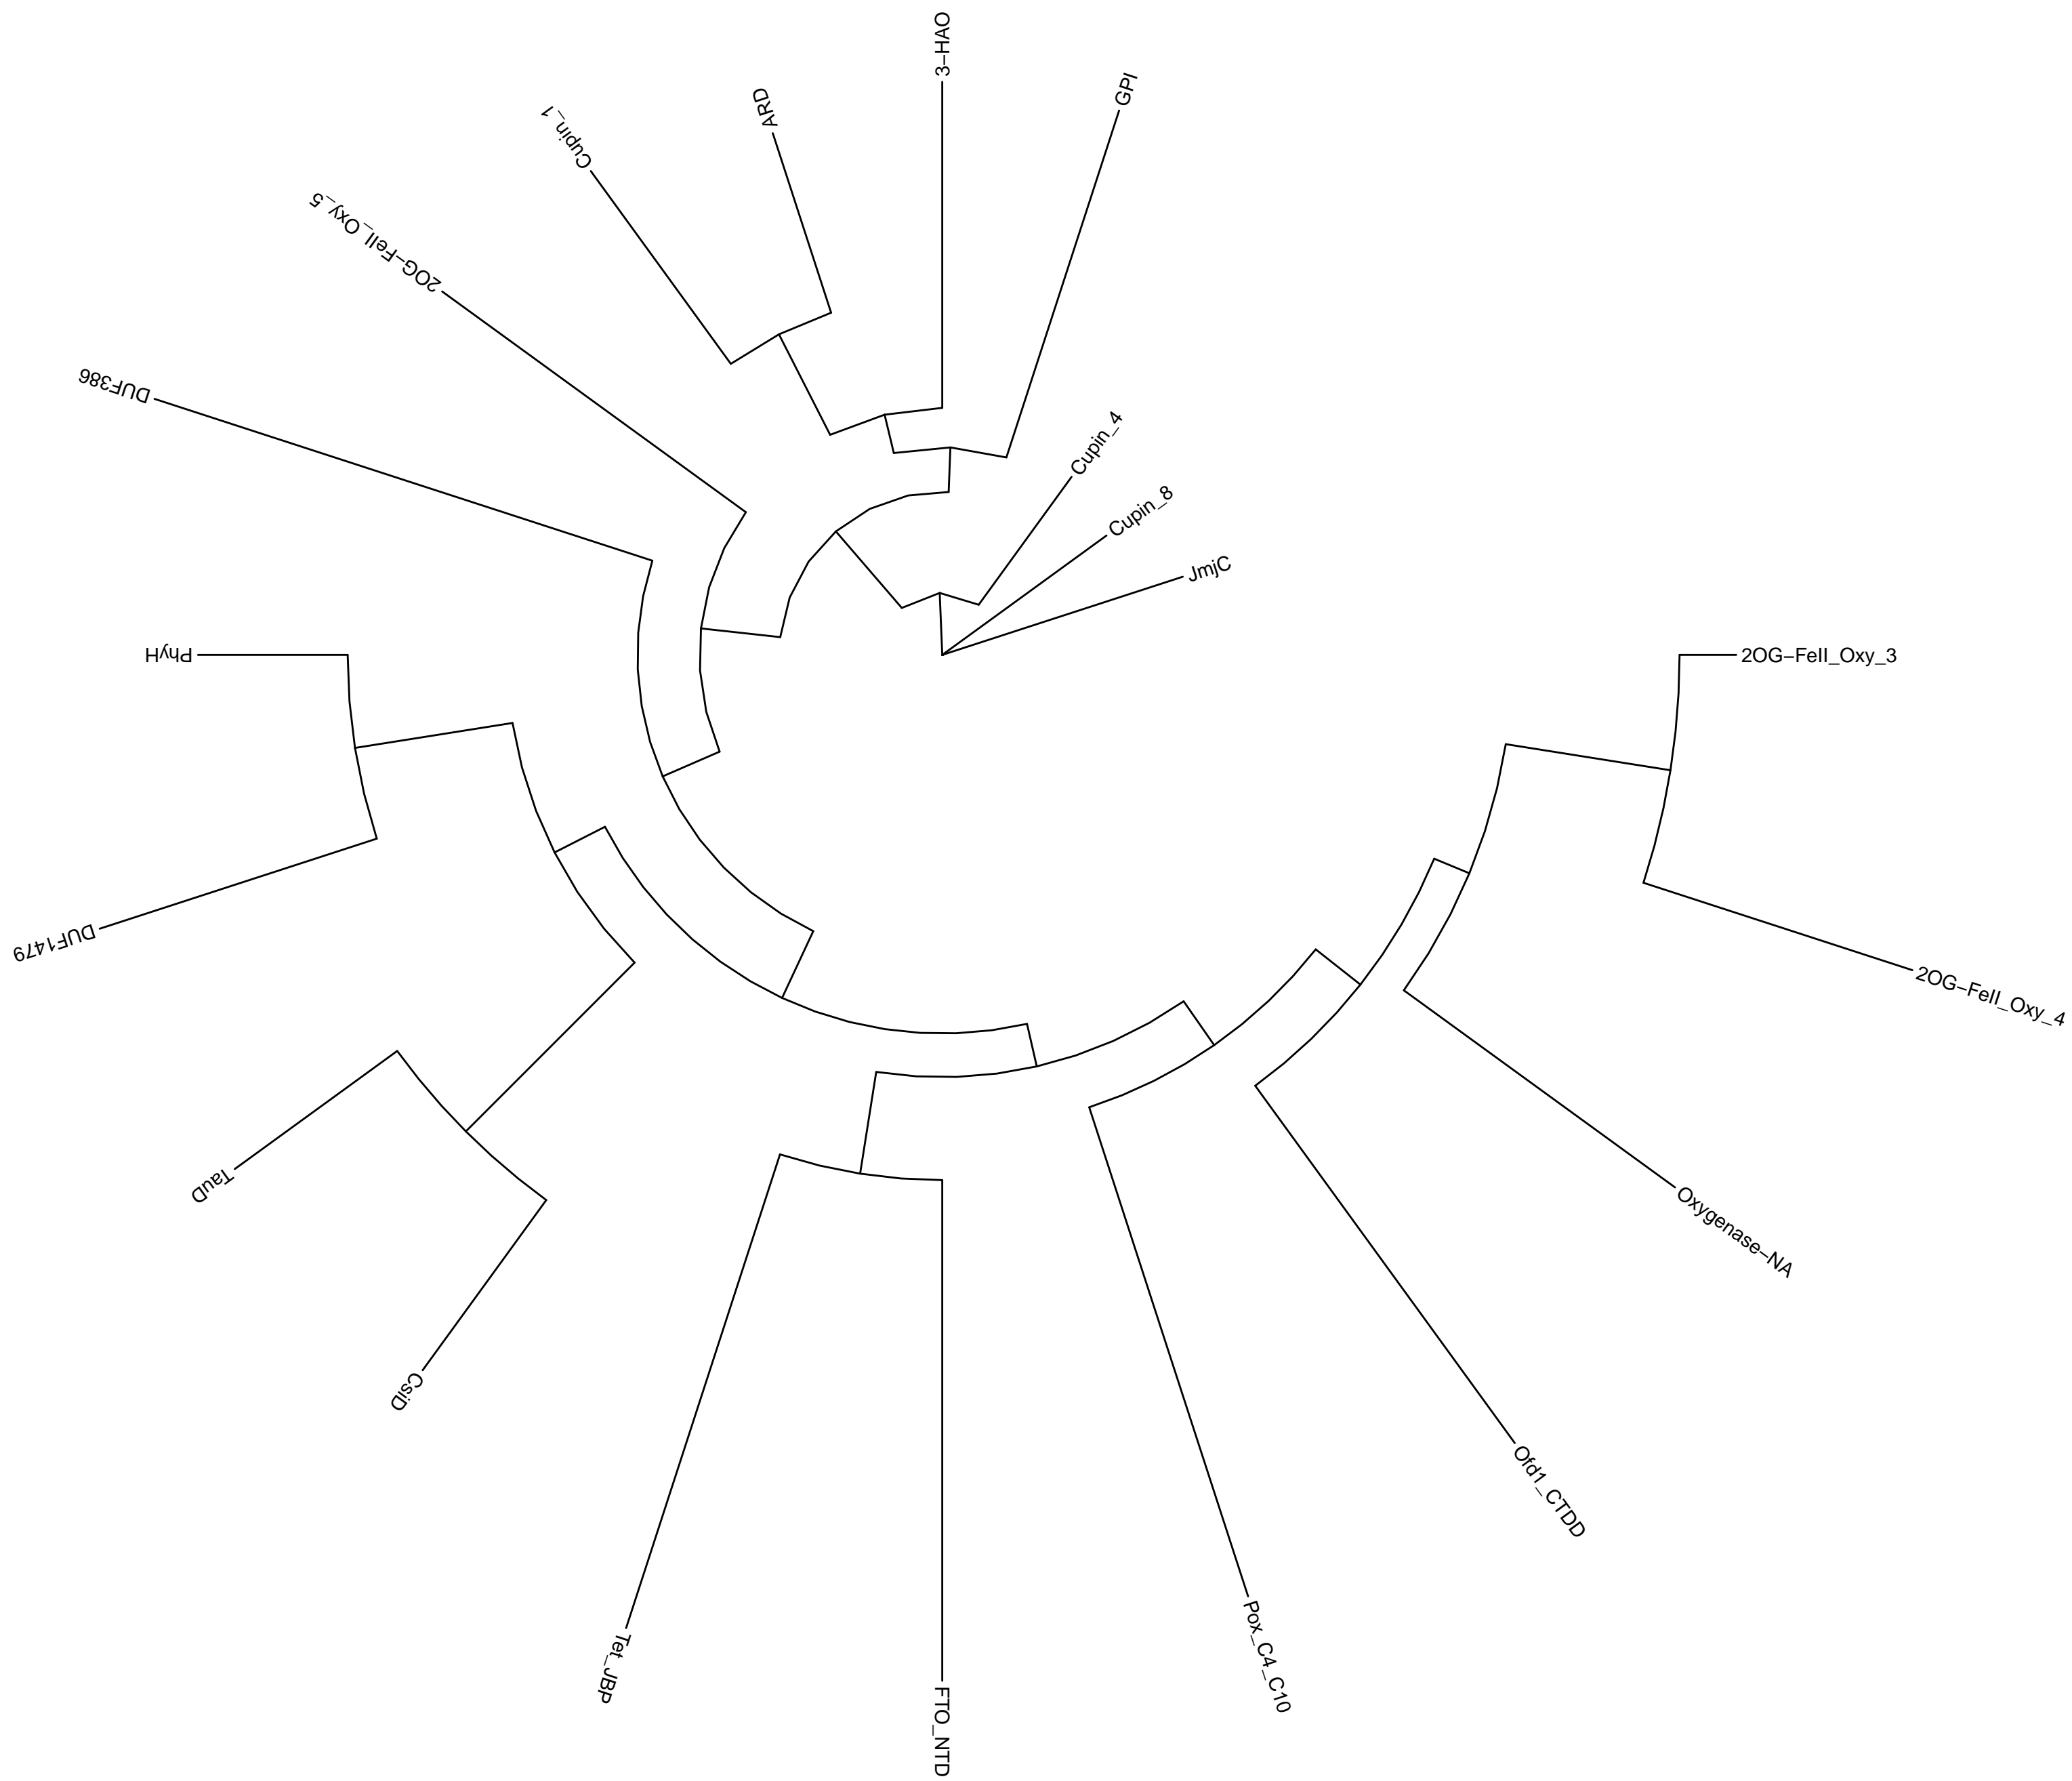 3−HAO
GPI
ARD
Cupin_1
2OG−FeII_Oxy_5
DUF386
Cupin_4
Cupin_8
JmjC
PhyH
2OG−FeII_Oxy_3
DUF1479
2OG−FeII_Oxy_4
TauD
Oxygenase−NA
CsiD
Ofd1_CTDD
Tet_JBP
Pox_C4_C10
FTO_NTD